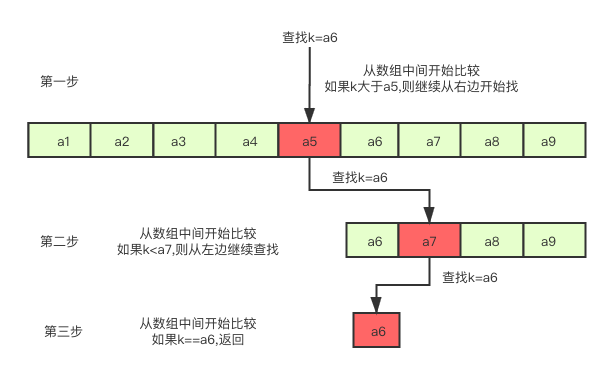 查找k=a6
第一步
从数组中间开始比较
如果k大于a5,则继续从右边开始找
a1 a2 a3 a4 a5 a6 a7 a8 a9
查找k=a6
第二步
从数组中间开始比较
如果k<a7,则从左边继续查找
a6 a7 a8 a9
查找k=a6
第三步
从数组中间开始比较
如果k==a6,返回
a6